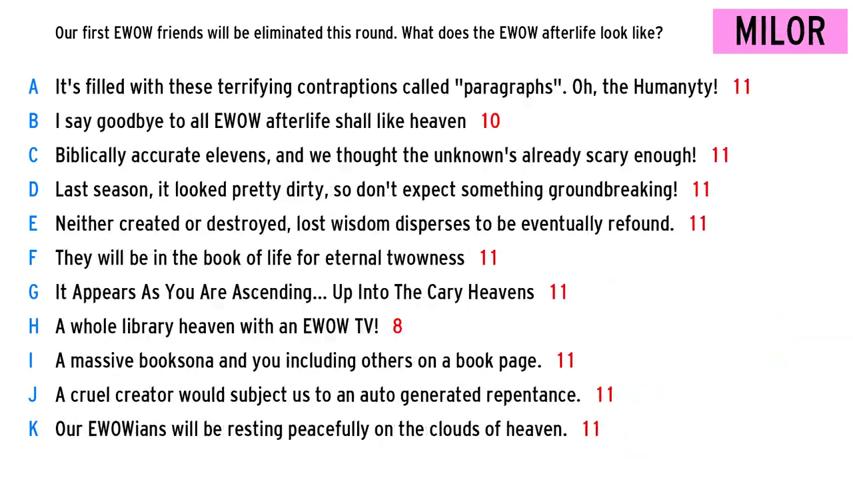 Our first EWOW friends will be eliminated this round. What does the EWOW afterlife look like?
MILOR
A It's filled with these terrifying contraptions called "paragraphs". Oh, the Humanyty! 11
B I say goodbye to all EWOW afterlife shall like heaven 10
C Biblically accurate elevens, and we thought the unknown's already scary enough! 11
D Last season, it looked pretty dirty, so don't expect something groundbreaking! 11
E Neither created or destroyed, lost wisdom disperses to be eventually refound. 11
F They will be in the book of life for eternal twowness 11
G It Appears As You Are Ascending... Up Into The Cary Heavens 11
H A whole library heaven with an EWOW TV! 8
I A massive booksona and you including others on a book page. 11
J A cruel creator would subject us to an auto generated repentance. 11
K Our EWOWians will be resting peacefully on the clouds of heaven. 11